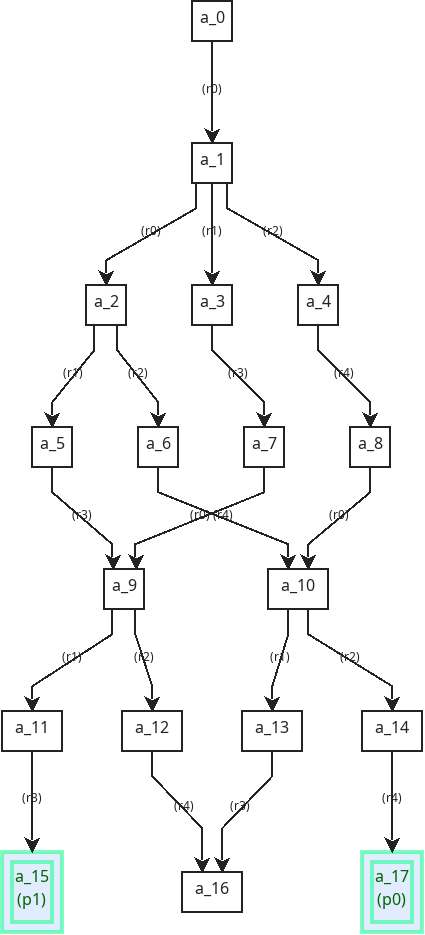 a_0
(r0)
a_1
(r0) (r1) (r2)
a_2 a_3 a_4
(r1) (r2) (r3) (r4)
a_5 a_6 a_7 a_8
(r3) (r0) (r4) (r0)
a_9 a_10
(r1) (r2) (r1) (r2)
a_11 a_12 a_13 a_14
(r3) (r4) (r3) (r4)
a_15 a_16 a_17
(p1) (p0)